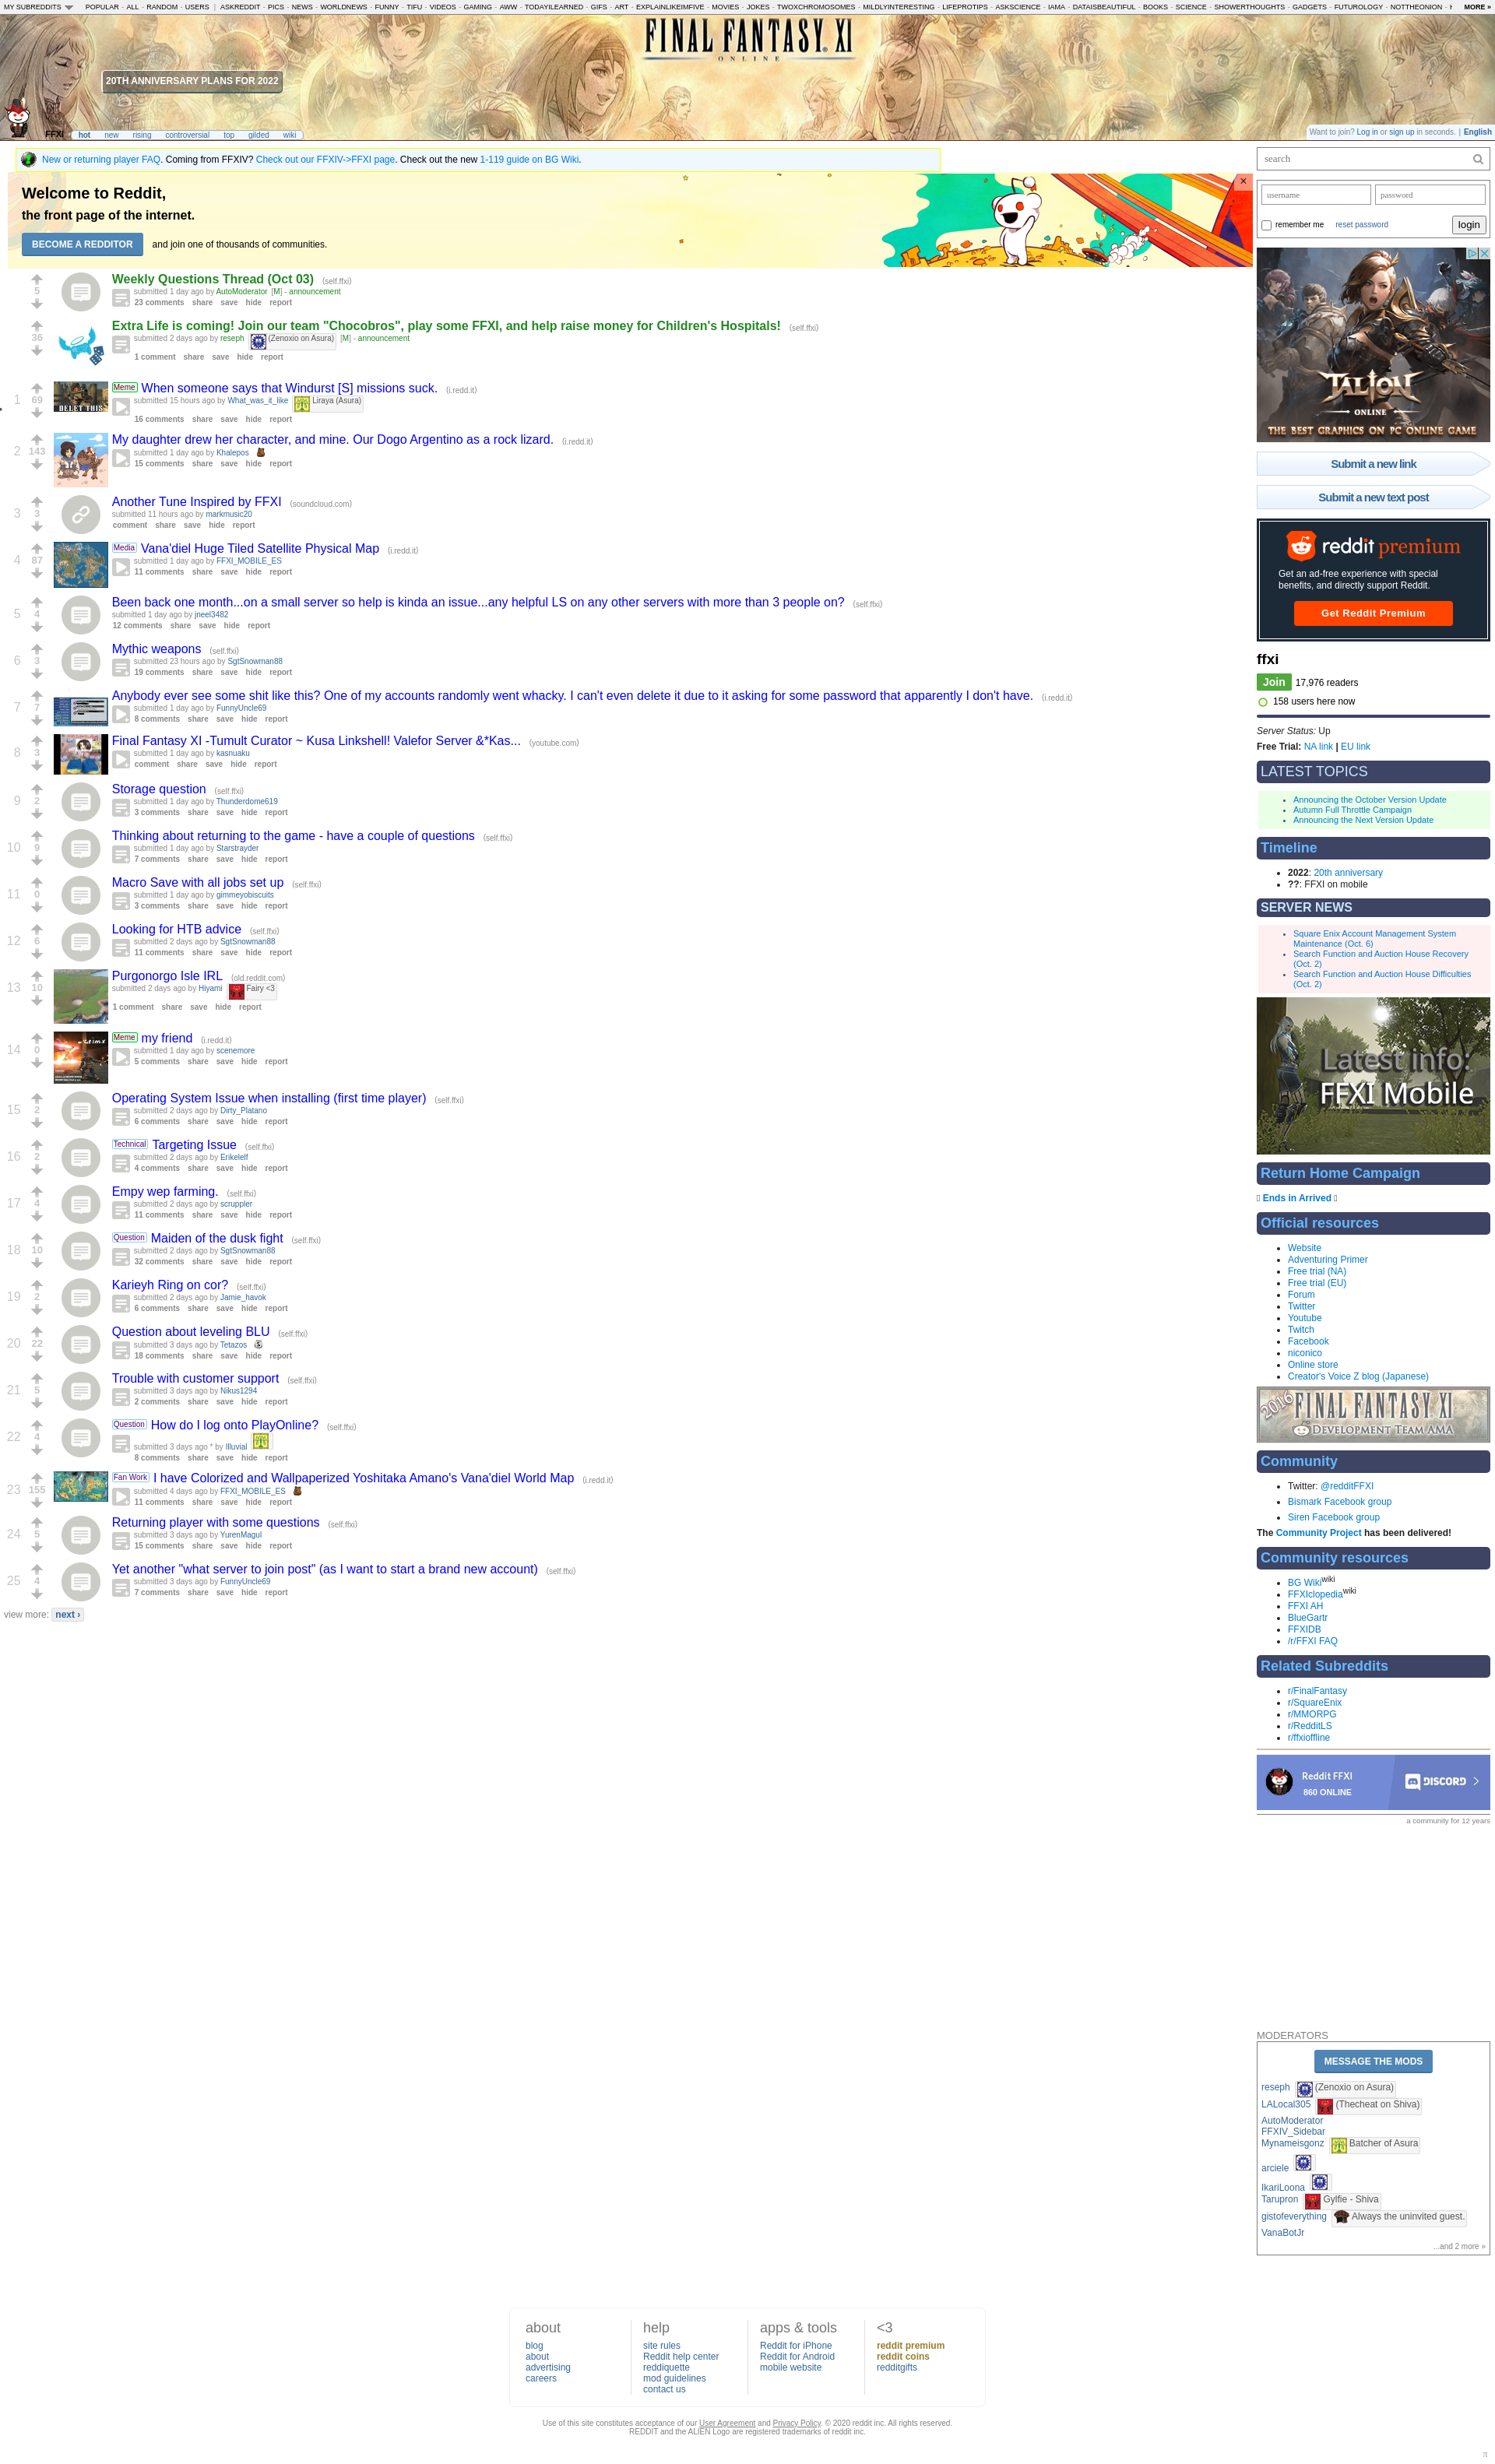 MY SUBREDDITS POPULAR - ALL - RANDOM - USERS | ASKREDDIT - PICS - NEWS - WORLDNEWS - FUNNY - TIFU - VIDEOS - GAMING - AWW - TODAYILEARNED - GIFS - ART - EXPLAINLIKEIMFIVE - MOVIES - JOKES - TWOXCHROMOSOMES - MILDLYINTERESTING - LIFEPROTIPS - ASKSCIENCE - IAMA - DATAISBEAUTIFUL - BOOKS - SCIENCE - SHOWERTHOUGHTS - GADGETS - FUTUROLOGY - NOTTHEONION - MORE »
FINAL FANTASY XI
ONLINE
20TH ANNIVERSARY PLANS FOR 2022
FFXI hot new rising controversial top gilded wiki
Want to join? Log in or sign up in seconds. | English
New or returning player FAQ. Coming from FFXIV? Check out our FFXIV->FFXI page. Check out the new 1-119 guide on BG Wiki.
Welcome to Reddit,
the front page of the internet.
BECOME A REDDITOR and join one of thousands of communities.
×
5
Weekly Questions Thread (Oct 03) (self.ffxi)
submitted 1 day ago by AutoModerator [M] - announcement
23 comments share save hide report
36
Extra Life is coming! Join our team "Chocobros", play some FFXI, and help raise money for Children's Hospitals! (self.ffxi)
submitted 2 days ago by reseph (Zenoxio on Asura) [M] - announcement
1 comment share save hide report
1 69
DELET THIS
Meme When someone says that Windurst [S] missions suck. (i.redd.it)
submitted 15 hours ago by What_was_it_like Liraya (Asura)
16 comments share save hide report
2 143
My daughter drew her character, and mine. Our Dogo Argentino as a rock lizard. (i.redd.it)
submitted 1 day ago by Khalepos
15 comments share save hide report
3 3
Another Tune Inspired by FFXI (soundcloud.com)
submitted 11 hours ago by markmusic20
comment share save hide report
4 87
Media Vana'diel Huge Tiled Satellite Physical Map (i.redd.it)
submitted 1 day ago by FFXI_MOBILE_ES
11 comments share save hide report
5 4
Been back one month...on a small server so help is kinda an issue...any helpful LS on any other servers with more than 3 people on? (self.ffxi)
submitted 1 day ago by jneel3482
12 comments share save hide report
6 3
Mythic weapons (self.ffxi)
submitted 23 hours ago by SgtSnowman88
19 comments share save hide report
7 7
Anybody ever see some shit like this? One of my accounts randomly went whacky. I can't even delete it due to it asking for some password that apparently I don't have. (i.redd.it)
submitted 1 day ago by FunnyUncle69
8 comments share save hide report
8 3
Final Fantasy XI -Tumult Curator ~ Kusa Linkshell! Valefor Server &*Kas... (youtube.com)
submitted 1 day ago by kasnuaku
comment share save hide report
9 2
Storage question (self.ffxi)
submitted 1 day ago by Thunderdome619
3 comments share save hide report
10 9
Thinking about returning to the game - have a couple of questions (self.ffxi)
submitted 1 day ago by Starstrayder
7 comments share save hide report
11 0
Macro Save with all jobs set up (self.ffxi)
submitted 1 day ago by gimmeyobiscuits
3 comments share save hide report
12 6
Looking for HTB advice (self.ffxi)
submitted 2 days ago by SgtSnowman88
11 comments share save hide report
13 10
Purgonorgo Isle IRL (old.reddit.com)
submitted 2 days ago by Hiyami Fairy <3
1 comment share save hide report
14 0
Meme my friend (i.redd.it)
submitted 1 day ago by scenemore
5 comments share save hide report
15 2
Operating System Issue when installing (first time player) (self.ffxi)
submitted 2 days ago by Dirty_Platano
6 comments share save hide report
16 2
Technical Targeting Issue (self.ffxi)
submitted 2 days ago by Erikelelf
4 comments share save hide report
17 4
Empy wep farming. (self.ffxi)
submitted 2 days ago by scruppler
11 comments share save hide report
18 10
Question Maiden of the dusk fight (self.ffxi)
submitted 2 days ago by SgtSnowman88
32 comments share save hide report
19 2
Karieyh Ring on cor? (self.ffxi)
submitted 2 days ago by Jamie_havok
6 comments share save hide report
20 22
Question about leveling BLU (self.ffxi)
submitted 3 days ago by Tetazos
18 comments share save hide report
21 5
Trouble with customer support (self.ffxi)
submitted 3 days ago by Nikus1294
2 comments share save hide report
22 4
Question How do I log onto PlayOnline? (self.ffxi)
submitted 3 days ago * by Illuvial
8 comments share save hide report
23 155
Fan Work I have Colorized and Wallpaperized Yoshitaka Amano's Vana'diel World Map (i.redd.it)
submitted 4 days ago by FFXI_MOBILE_ES
11 comments share save hide report
24 5
Returning player with some questions (self.ffxi)
submitted 3 days ago by YurenMagul
15 comments share save hide report
25 4
Yet another "what server to join post" (as I want to start a brand new account) (self.ffxi)
submitted 3 days ago by FunnyUncle69
7 comments share save hide report
view more: next ›
search
username password
remember me reset password login
TALION
ONLINE
THE BEST GRAPHICS ON PC ONLINE GAME
Submit a new link
Submit a new text post
reddit premium
Get an ad-free experience with special
benefits, and directly support Reddit.
Get Reddit Premium
ffxi
Join 17,976 readers
158 users here now
Server Status: Up
Free Trial: NA link | EU link
LATEST TOPICS
Announcing the October Version Update
Autumn Full Throttle Campaign
Announcing the Next Version Update
Timeline
2022: 20th anniversary
??: FFXI on mobile
SERVER NEWS
Square Enix Account Management System
Maintenance (Oct. 6)
Search Function and Auction House Recovery
(Oct. 2)
Search Function and Auction House Difficulties
(Oct. 2)
Latest info:
FFXI Mobile
Return Home Campaign
Ends in Arrived
Official resources
Website
Adventuring Primer
Free trial (NA)
Free trial (EU)
Forum
Twitter
Youtube
Twitch
Facebook
niconico
Online store
Creator's Voice Z blog (Japanese)
2016 FINAL FANTASY XI
DEVELOPMENT TEAM AMA
Community
Twitter: @redditFFXI
Bismark Facebook group
Siren Facebook group
The Community Project has been delivered!
Community resources
BG Wiki wiki
FFXIclopedia wiki
FFXI AH
BlueGartr
FFXIDB
/r/FFXI FAQ
Related Subreddits
r/FinalFantasy
r/SquareEnix
r/MMORPG
r/RedditLS
r/ffxioffline
Reddit FFXI
860 ONLINE
DISCORD
a community for 12 years
MODERATORS
MESSAGE THE MODS
reseph (Zenoxio on Asura)
LALocal305 (Thecheat on Shiva)
AutoModerator
FFXIV_Sidebar
Mynameisgonz Batcher of Asura
arciele
IkariLoona
Tarupron Gylfie - Shiva
gistofeverything Always the uninvited guest.
VanaBotJr
...and 2 more »
about
blog
about
advertising
careers
help
site rules
Reddit help center
reddiquette
mod guidelines
contact us
apps & tools
Reddit for iPhone
Reddit for Android
mobile website
<3
reddit premium
reddit coins
redditgifts
Use of this site constitutes acceptance of our User Agreement and Privacy Policy. © 2020 reddit inc. All rights reserved.
REDDIT and the ALIEN Logo are registered trademarks of reddit inc.
π